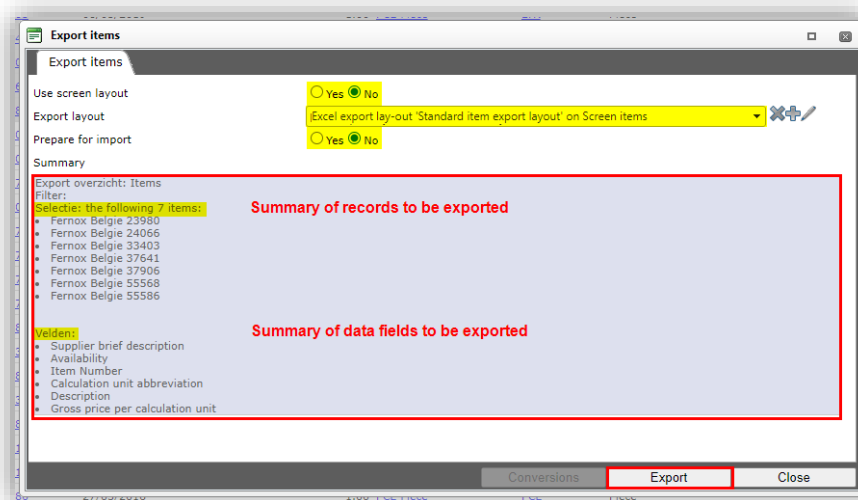 Export items
Export items
Use screen layout Yes No
Export layout Excel export lay-out 'Standard item export layout' on Screen items
Prepare for import Yes No
Summary
Export overzicht: Items
Filter:
Selectie: the following 7 items: Summary of records to be exported
• Fernox Belgie 23980
• Fernox Belgie 24066
• Fernox Belgie 33403
• Fernox Belgie 37641
• Fernox Belgie 37906
• Fernox Belgie 55568
• Fernox Belgie 55586
Velden: Summary of data fields to be exported
• Supplier brief description
• Availability
• Item Number
• Calculation unit abbreviation
• Description
• Gross price per calculation unit
Conversions Export Close